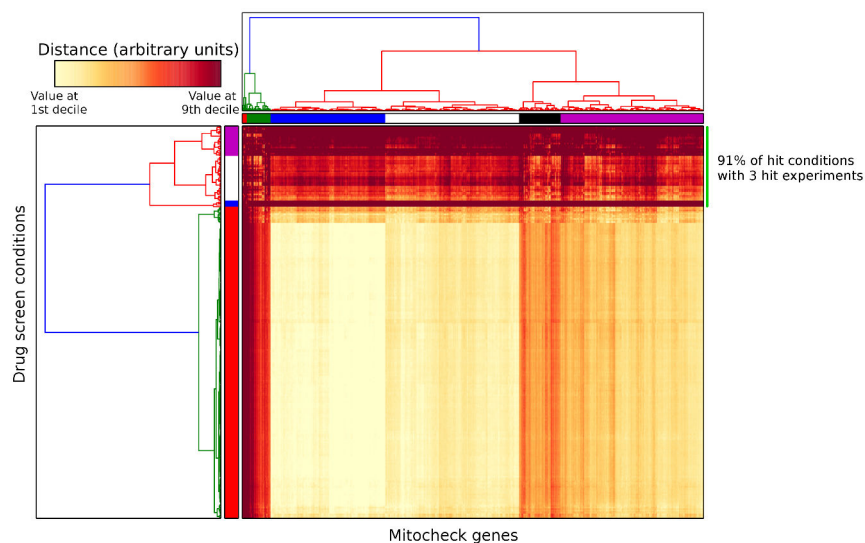 Distance (arbitrary units)
Value at
1st decile
Value at
9th decile
91% of hit conditions
with 3 hit experiments
Drug screen conditions
Mitocheck genes